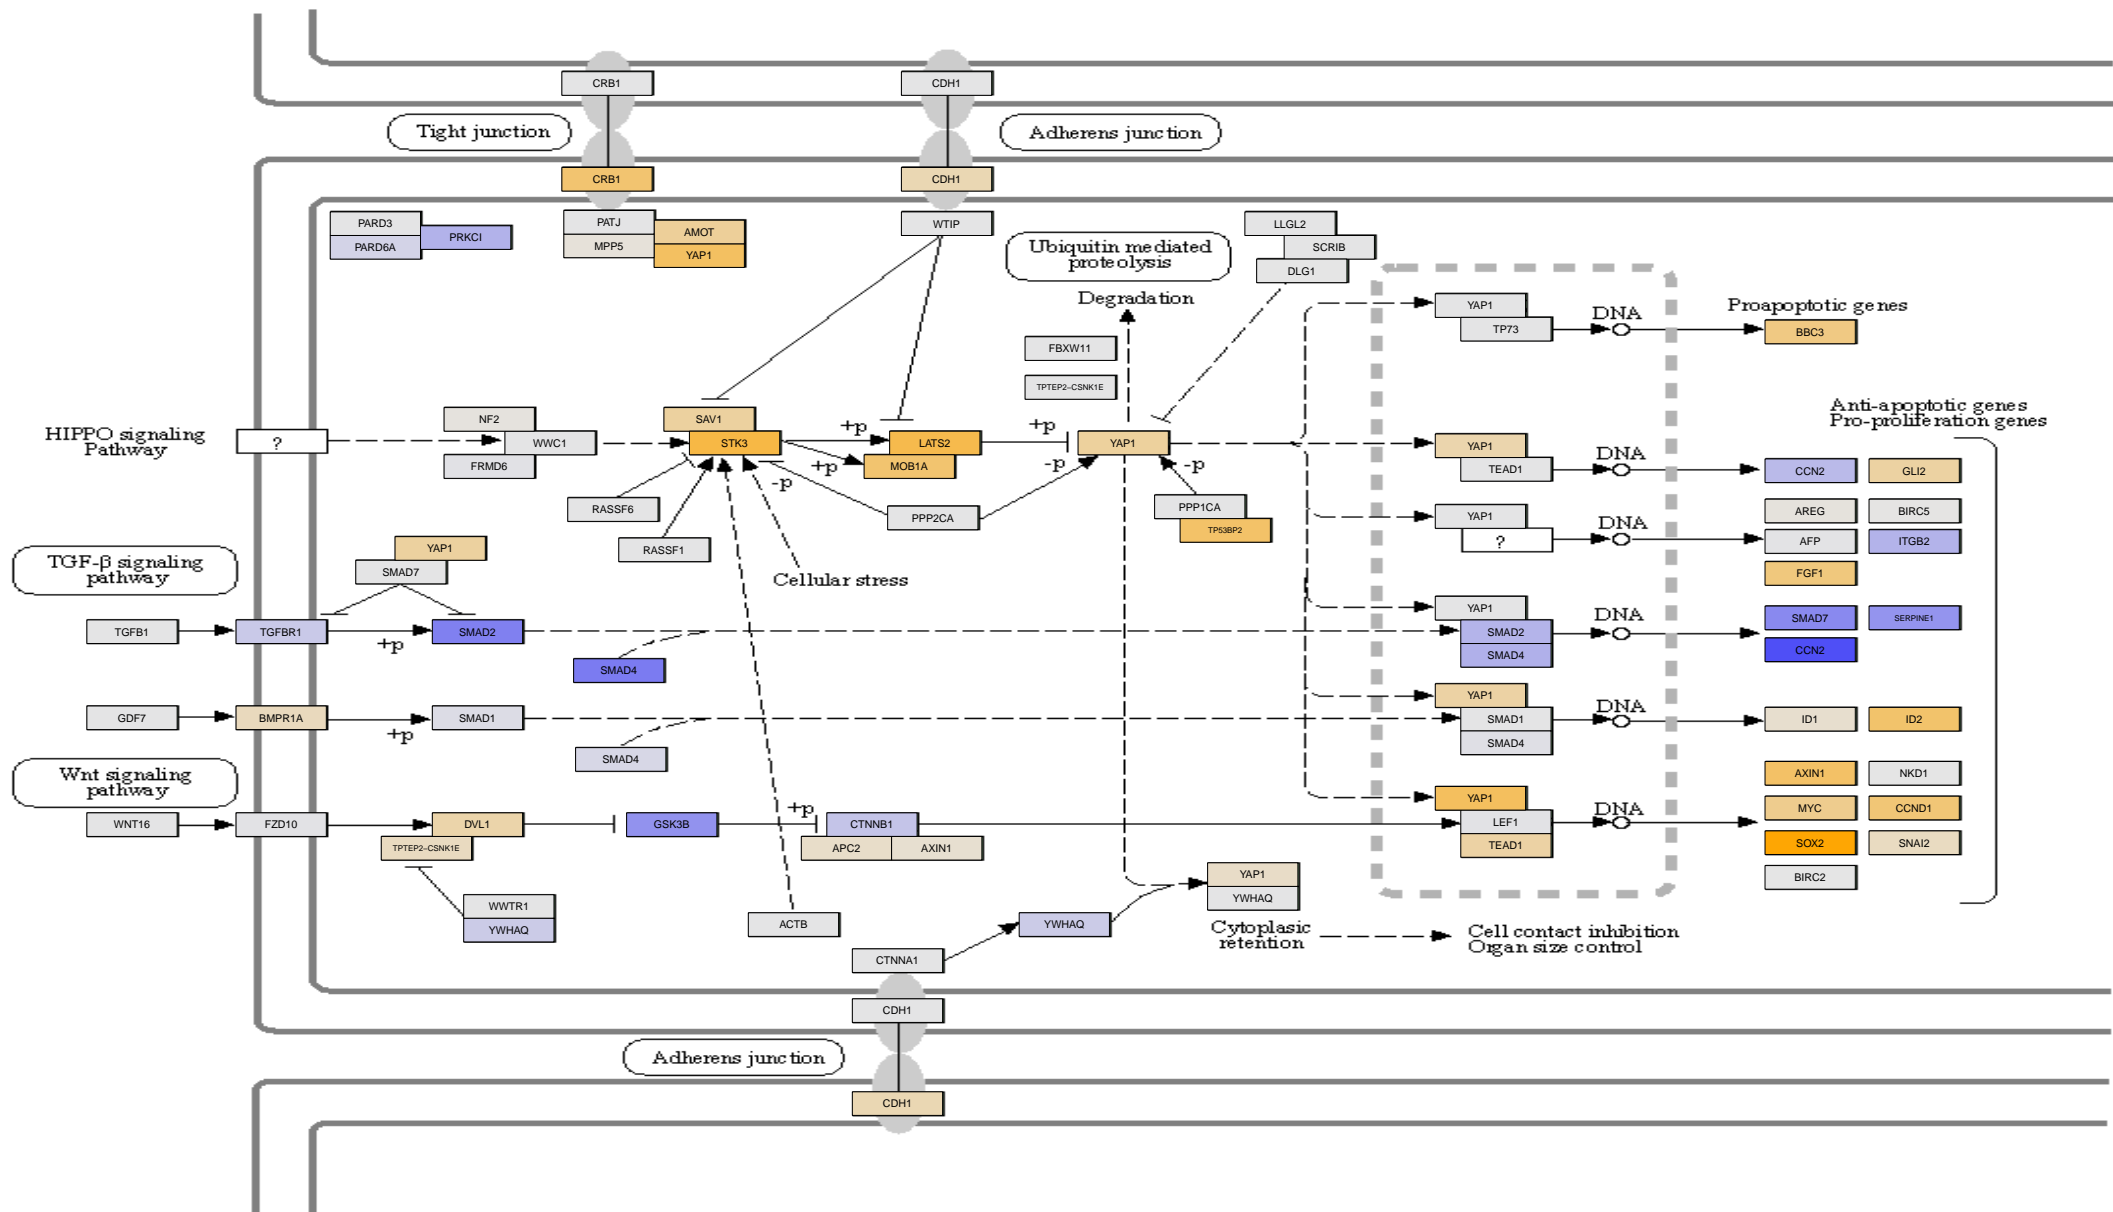 CRB1
CDH1
Tight junction
Adherens junction
CRB1
CDH1
PARD3
PARD6A
PRKCI
PATJ
MPP5
AMOT
YAP1
WTIP
Ubiquitin mediated
proteolysis
Degradation
LLGL2
SCRIB
DLG1
FBXW11
TPTEP2-CSNK1E
YAP1
TP73
DNA
Proapoptotic genes
BBC3
Anti-apoptotic genes
Pro-proliferation genes
HIPPO signaling
Pathway
?
NF2
WWC1
FRMD6
SAV1
STK3
+p
+p
-p
LATS2
MOB1A
+p
-p
YAP1
-p
RASSF6
RASSF1
PPP2CA
PPP1CA
TP53BP2
Cellular stress
YAP1
TEAD1
DNA
CCN2
GLI2
YAP1
?
DNA
AREG
BIRC5
AFP
ITGB2
FGF1
TGF-β signaling
pathway
YAP1
SMAD7
TGFB1
TGFBR1
+p
SMAD2
SMAD4
YAP1
SMAD2
SMAD4
DNA
SMAD7
SERPINE1
CCN2
GDF7
BMPR1A
+p
SMAD1
SMAD4
YAP1
SMAD1
SMAD4
DNA
ID1
ID2
Wnt signaling
pathway
WNT16
FZD10
DVL1
TPTEP2-CSNK1E
GSK3B
+p
CTNNB1
APC2
AXIN1
YAP1
LEF1
TEAD1
DNA
AXIN1
NKD1
MYC
CCND1
SOX2
SNAI2
BIRC2
WWTR1
YWHAQ
ACTB
YWHAQ
YAP1
YWHAQ
Cytoplasic
retention
Cell contact inhibition
Organ size control
CTNNA1
CDH1
Adherens junction
CDH1